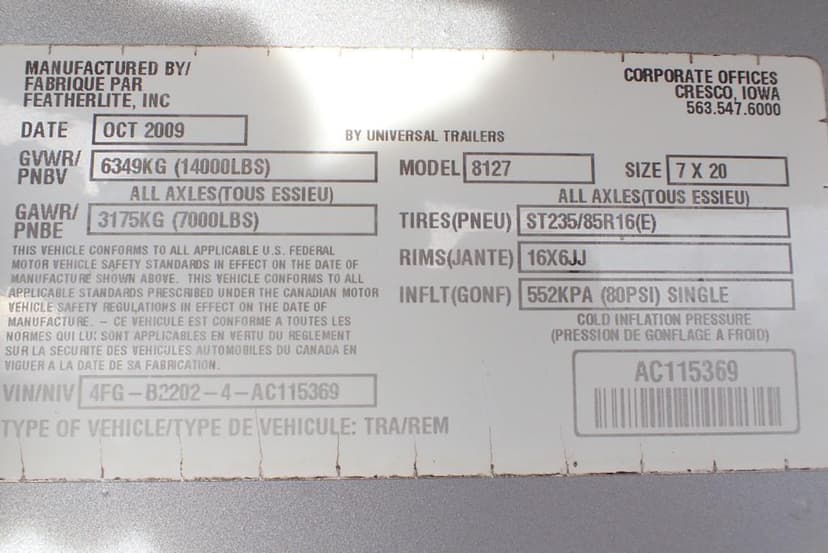 MANUFACTURED BY/
FABRIQUE PAR
FEATHERLITE, INC
CORPORATE OFFICES
CRESCO, IOWA
563.547.6000
DATE OCT 2009
BY UNIVERSAL TRAILERS
GVWR/
PNBV 6349KG (14000LBS)
MODEL 8127 SIZE 7 X 20
ALL AXLES(TOUS ESSIEU)
GAWR/
PNBE 3175KG (7000LBS)
ALL AXLES(TOUS ESSIEU)
TIRES(PNEU) ST235/85R16(E)
RIMS(JANTE) 16X6JJ
INFLT(GONF) 552KPA (80PSI) SINGLE
COLD INFLATION PRESSURE
(PRESSION DE GONFLAGE A FROID)
THIS VEHICLE CONFORMS TO ALL APPLICABLE U.S. FEDERAL
MOTOR VEHICLE SAFETY STANDARDS IN EFFECT ON THE DATE OF
MANUFACTURE SHOWN ABOVE. THIS VEHICLE CONFORMS TO ALL
APPLICABLE STANDARDS PRESCRIBED UNDER THE CANADIAN MOTOR
VEHICLE SAFETY REGULATIONS IN EFFECT ON THE DATE OF
MANUFACTURE. – CE VEHICULE EST CONFORME A TOUTES LES
NORMES QUI LUI SONT APPLICABLES EN VERTU DU REGLEMENT
SUR LA SECURITE DES VEHICULES AUTOMOBILES DU CANADA EN
VIGUER A LA DATE DE SA FABRICATION.
VIN/NIV 4FG – B2202 – 4 – AC115369
TYPE OF VEHICLE/TYPE DE VEHICULE: TRA/REM
AC115369